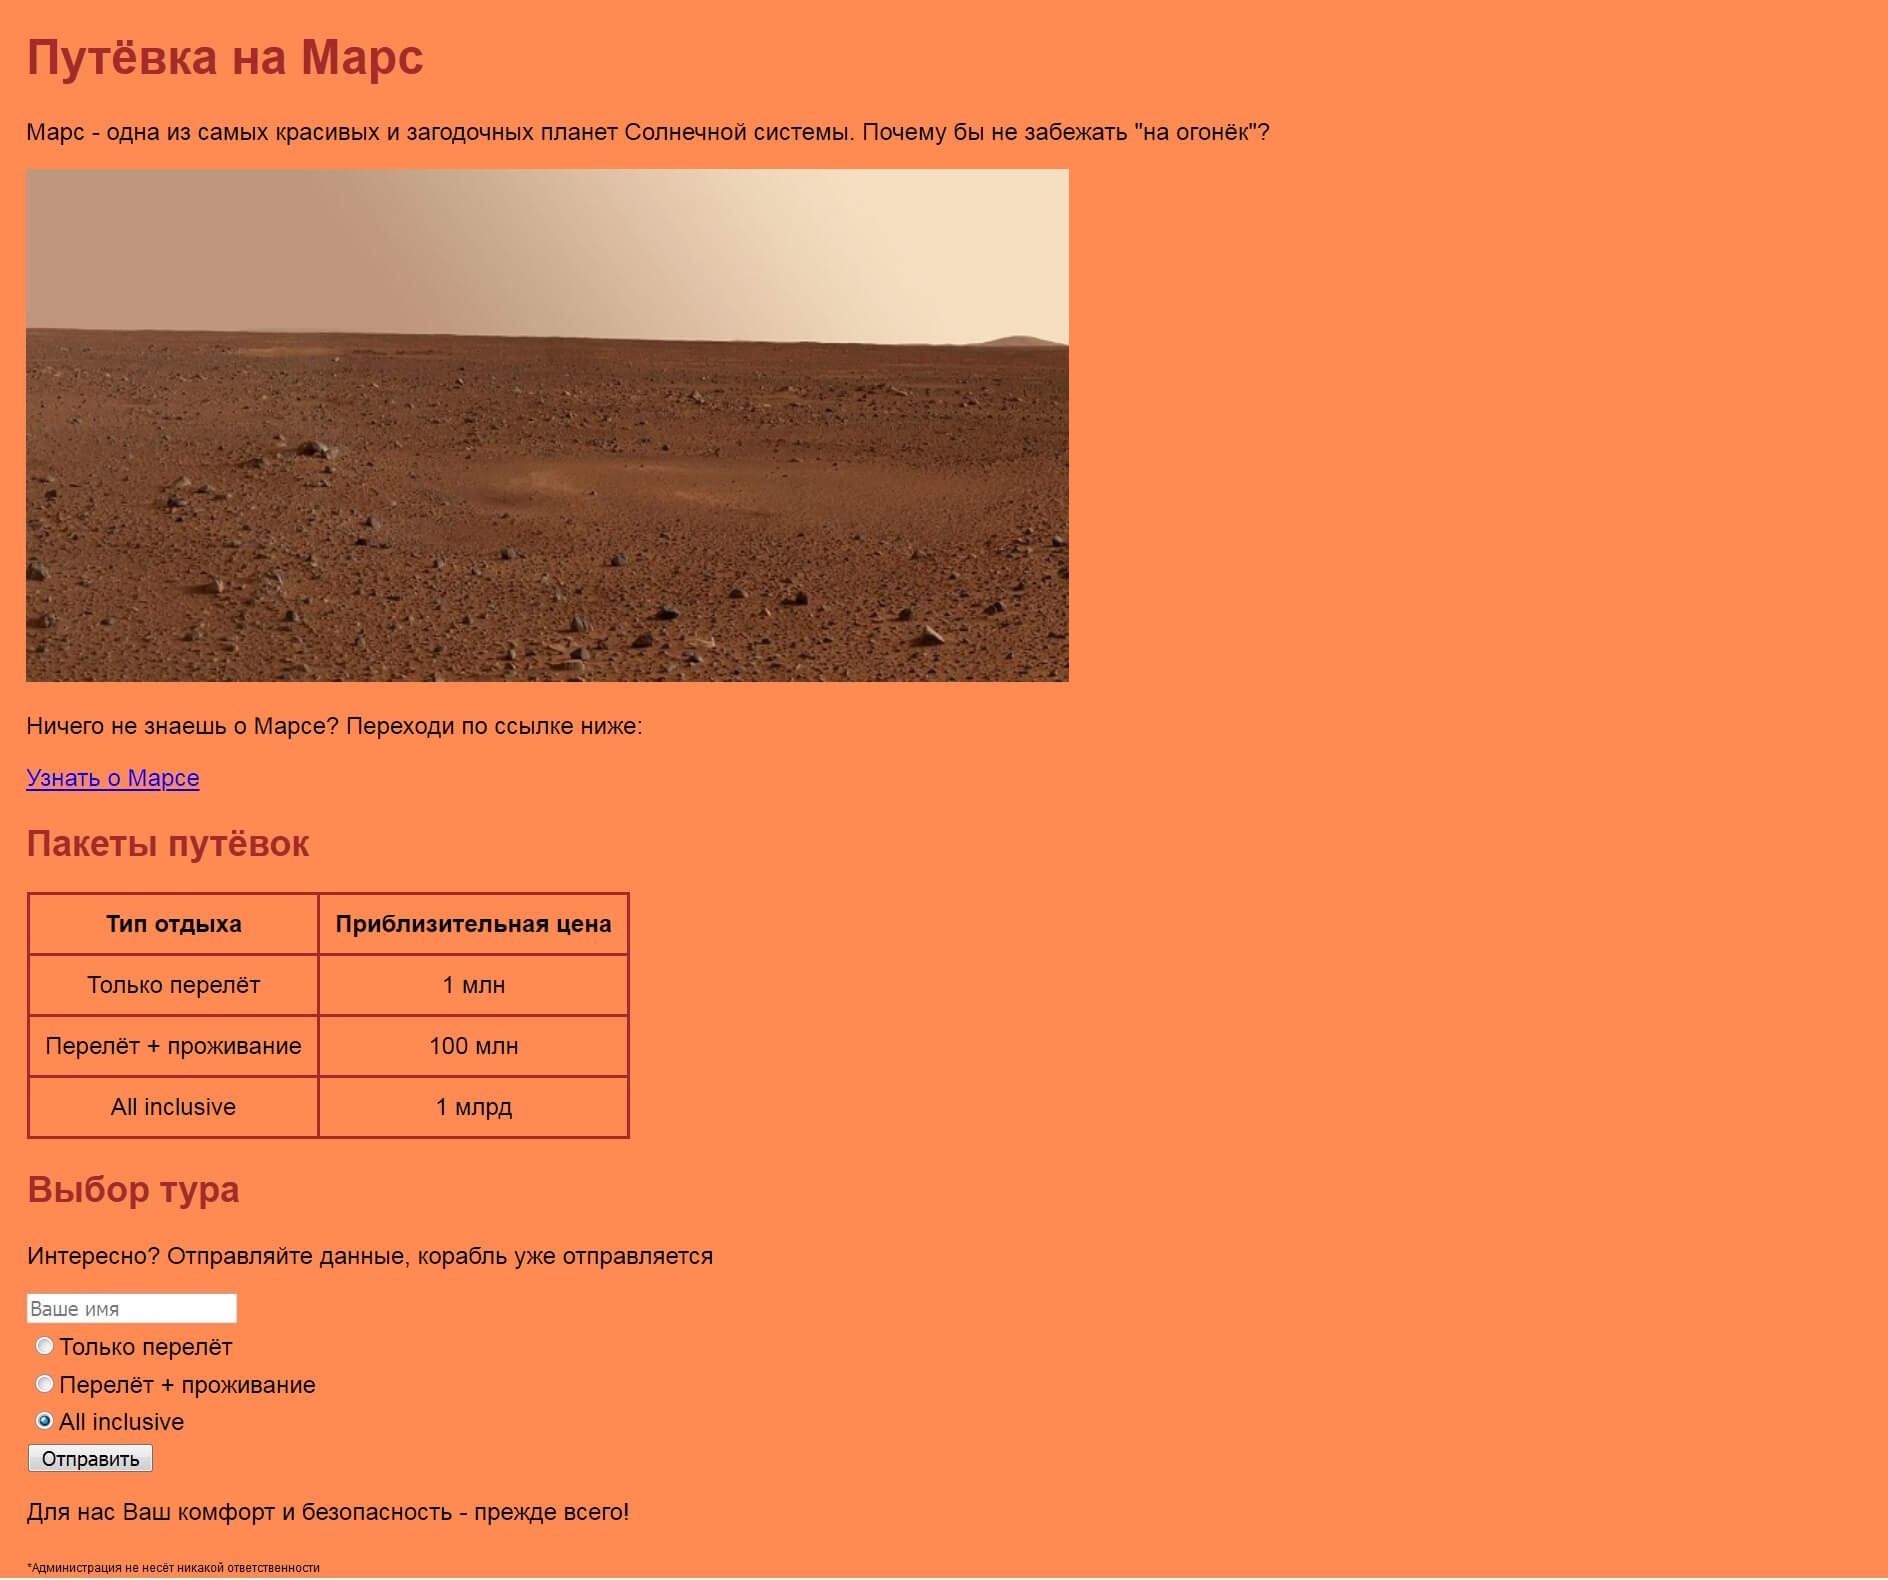 Путёвка на Марс
Марс - одна из самых красивых и загодочных планет Солнечной системы. Почему бы не забежать "на огонёк"?
Ничего не знаешь о Марсе? Переходи по ссылке ниже:
Узнать о Марсе
Пакеты путёвок
Тип отдыха Приблизительная цена
Только перелёт 1 млн
Перелёт + проживание 100 млн
All inclusive 1 млрд
Выбор тура
Интересно? Отправляйте данные, корабль уже отправляется
Ваше имя
Только перелёт
Перелёт + проживание
All inclusive
Отправить
Для нас Ваш комфорт и безопасность - прежде всего!
*Администрация не несёт никакой ответственности